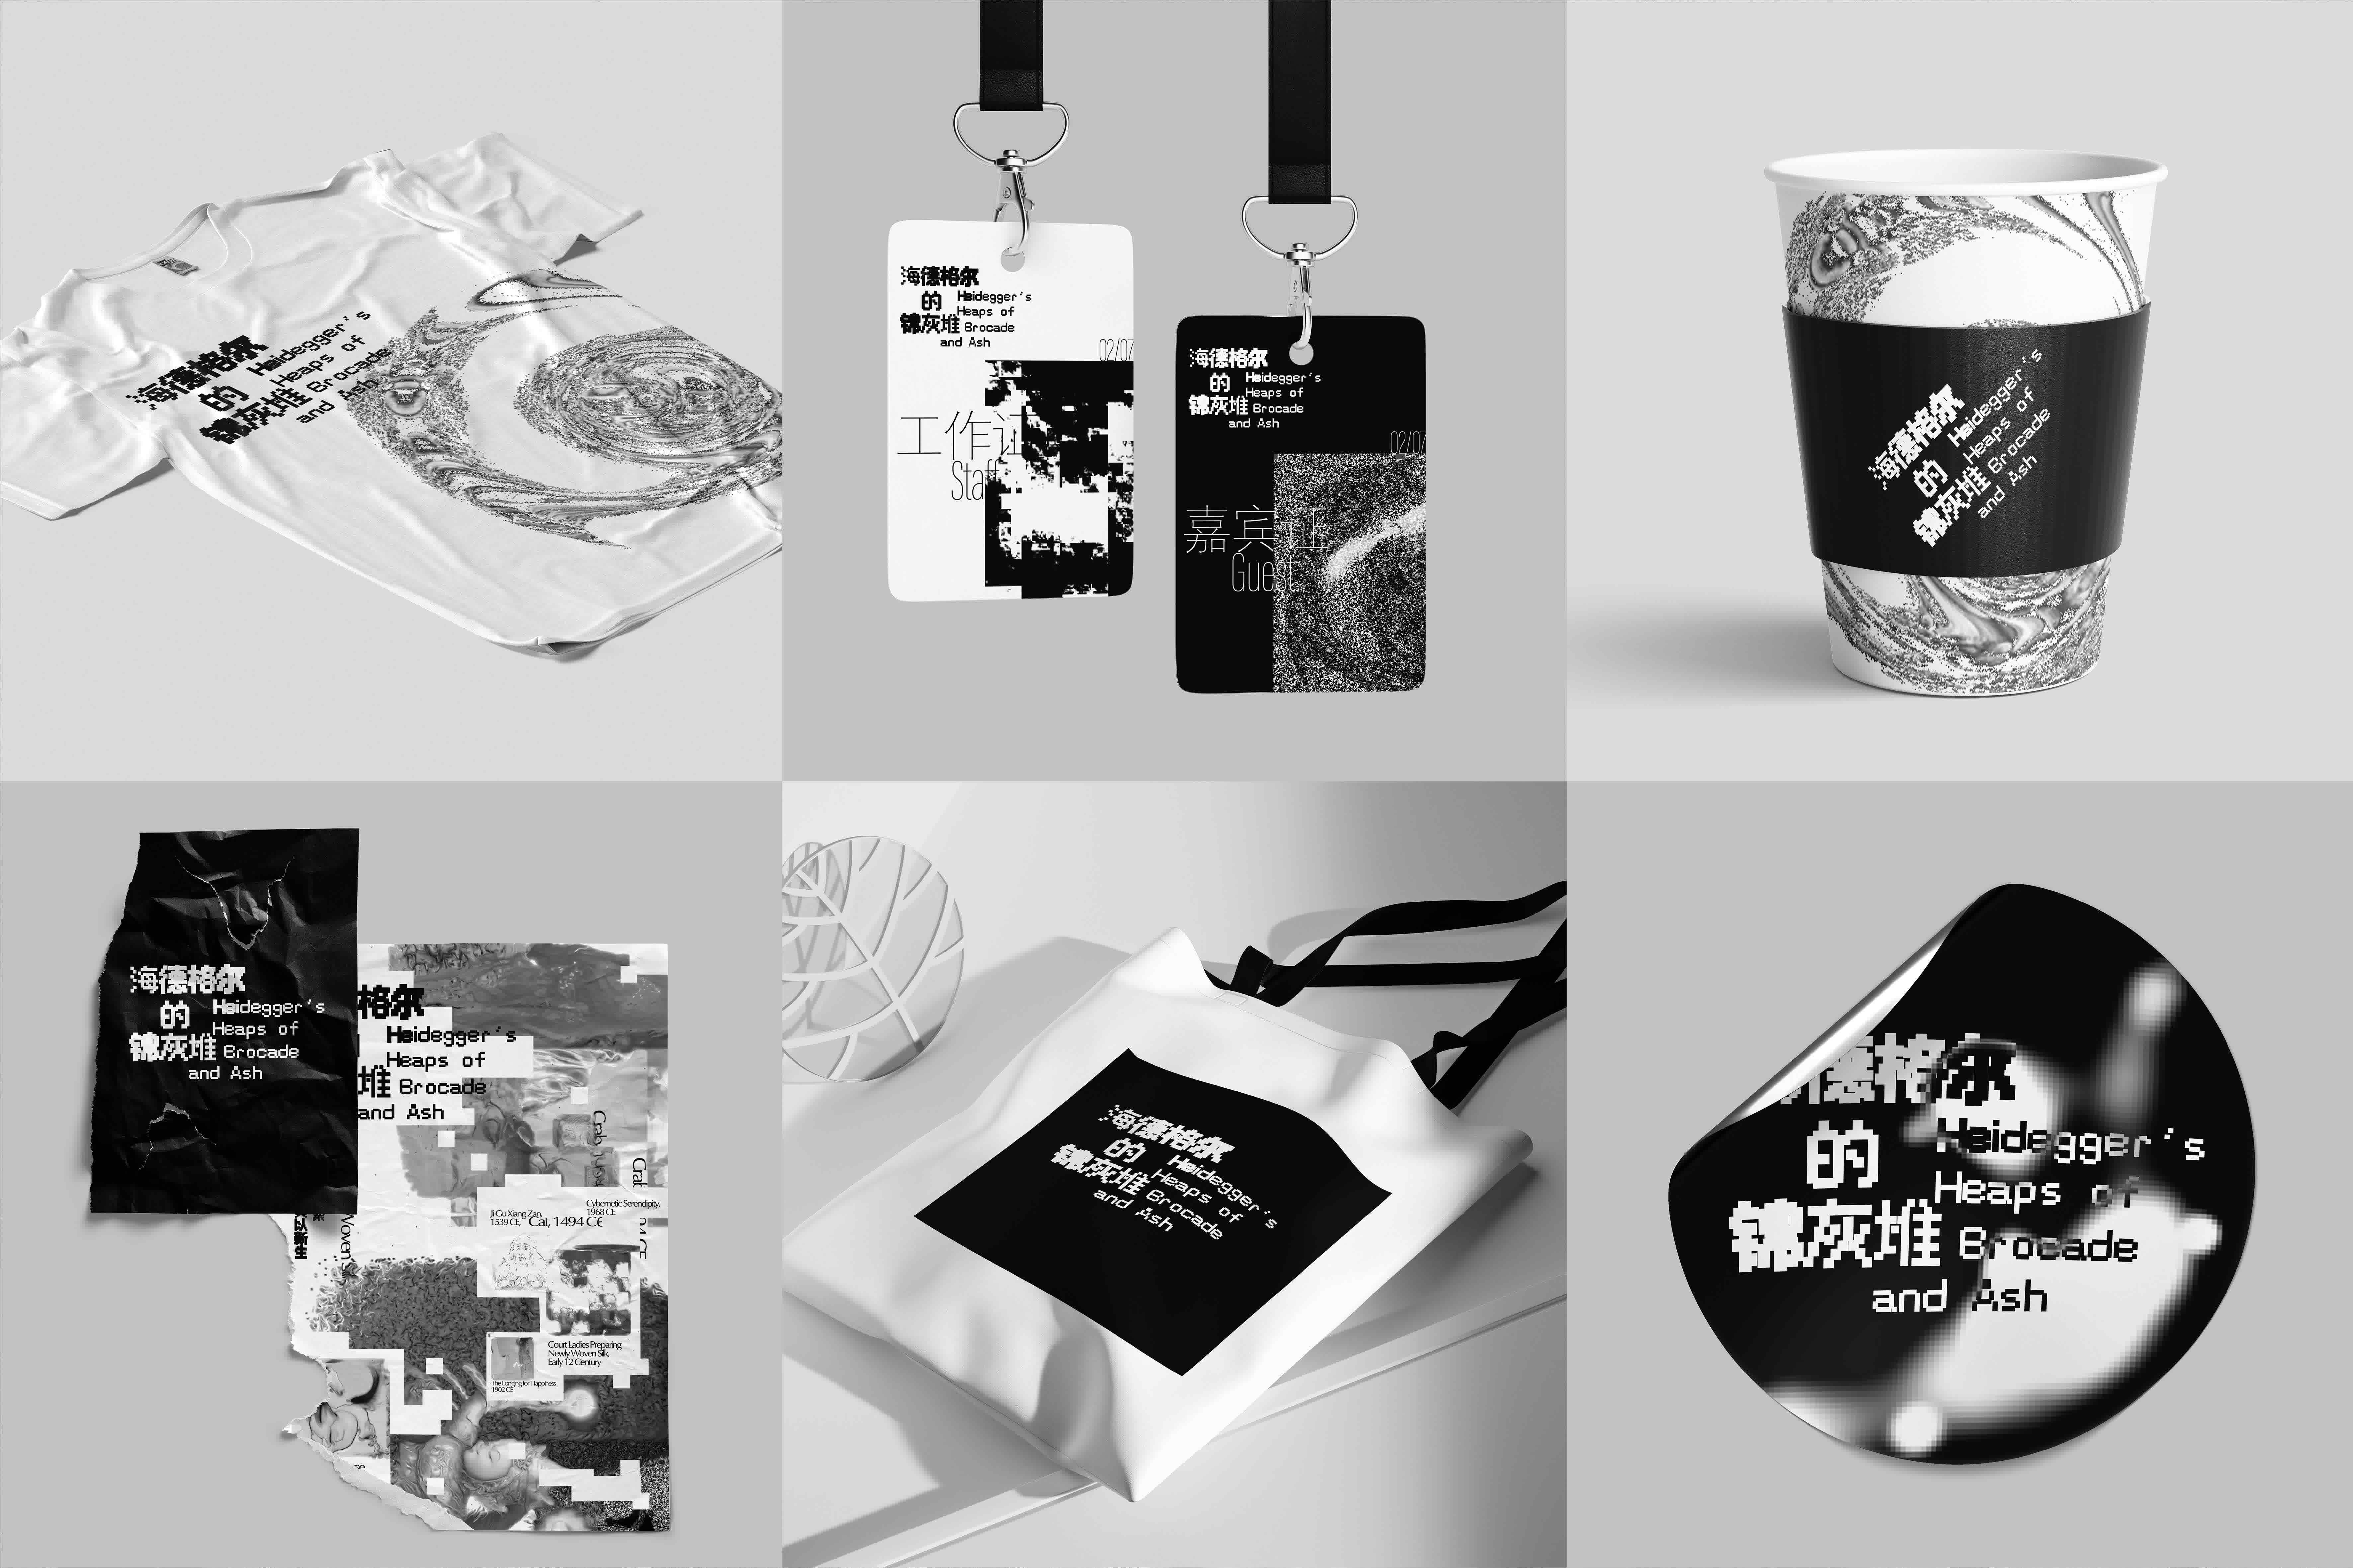 海德格尔
的
锦灰堆
Heidegger's
Heaps of
Brocade
and Ash
海德格尔
的
锦灰堆
Heidegger's
Heaps of
Brocade
and Ash
02/07
工作证
Staff
海德格尔
的
锦灰堆
Heidegger's
Heaps of
Brocade
and Ash
02/07
嘉宾证
Guest
海德格尔
的
锦灰堆
Heidegger's
Heaps of
Brocade
and Ash
海德格尔
的
锦灰堆
Heidegger's
Heaps of
Brocade
and Ash
格尔
Heidegger's
Heaps of
堆 Brocade
and Ash
Cybernetic Serendipity,
1968 CE
Ji Gu Xiang Zan,
1539 CE,
Cat, 1494 CE
Court Ladies Preparing
Newly Woven Silk,
Early 12 Century
The Longing for Happiness
1902 CE
海德格尔
的
锦灰堆
Heidegger's
Heaps of
Brocade
and Ash
德格尔
的
锦灰堆
Heidegger's
Heaps of
Brocade
and Ash